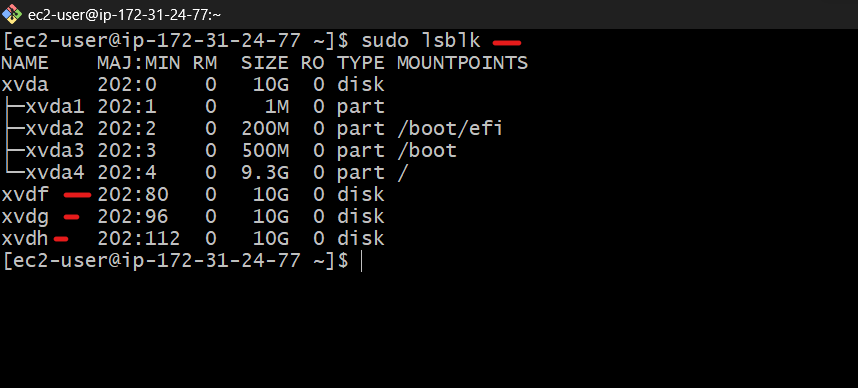 ec2-user@ip-172-31-24-77:~
[ec2-user@ip-172-31-24-77 ~]$ sudo lsblk
NAME    MAJ:MIN RM  SIZE RO TYPE MOUNTPOINTS
xvda    202:0    0   10G  0 disk
├─xvda1 202:1    0    1M  0 part
├─xvda2 202:2    0  200M  0 part /boot/efi
├─xvda3 202:3    0  500M  0 part /boot
└─xvda4 202:4    0  9.3G  0 part /
xvdf    202:80   0   10G  0 disk
xvdg    202:96   0   10G  0 disk
xvdh    202:112  0   10G  0 disk
[ec2-user@ip-172-31-24-77 ~]$